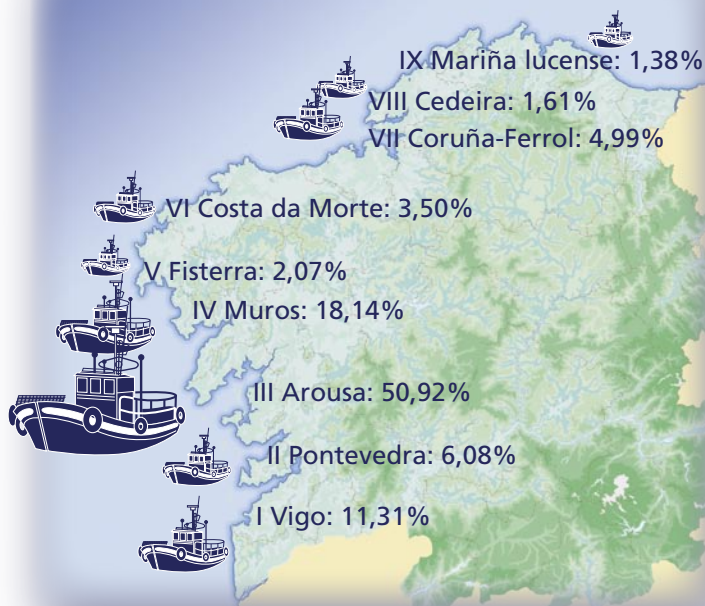 IX Mariña lucense: 1,38%
VIII Cedeira: 1,61%
VII Coruña-Ferrol: 4,99%
VI Costa da Morte: 3,50%
V Fisterra: 2,07%
IV Muros: 18,14%
III Arousa: 50,92%
II Pontevedra: 6,08%
I Vigo: 11,31%